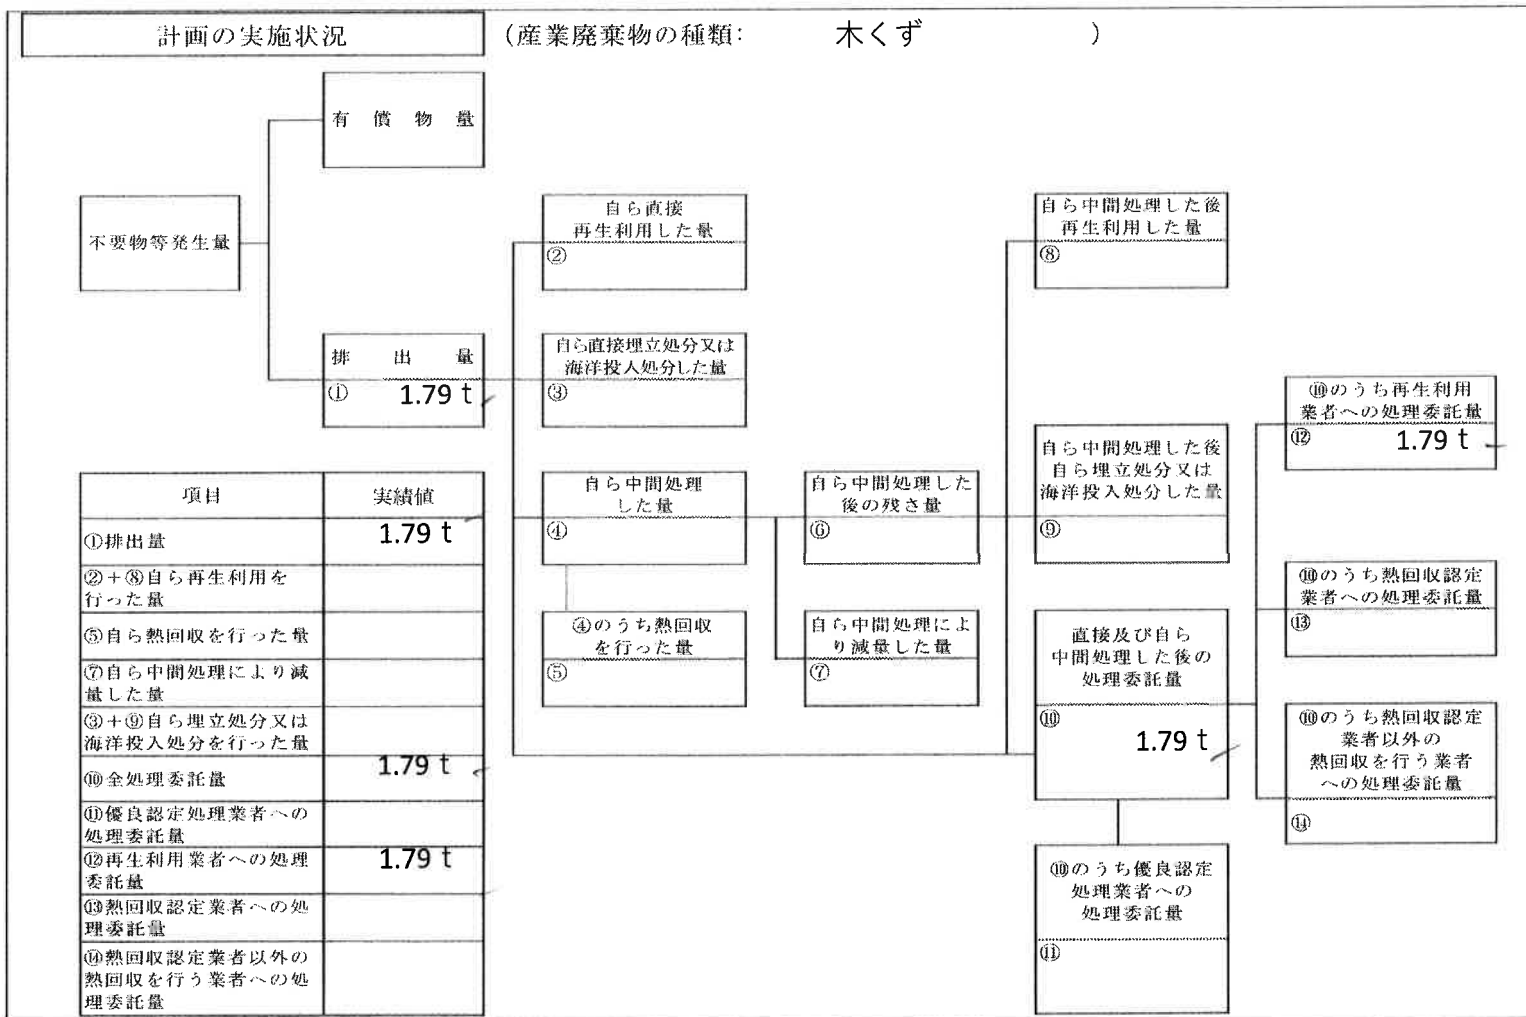 計画の実施状況
(産業廃棄物の種類: 木くず )
有償物量
不要物等発生量
排出量
① 1.79 t
自ら直接
再生利用した量
②
自ら直接埋立処分又は
海洋投入処分した量
③
自ら中間処理
した量
④
④のうち熱回収
を行った量
⑤
自ら中間処理した
後の残さ量
⑥
自ら中間処理によ
り減量した量
⑦
自ら中間処理した後
再生利用した量
⑧
自ら中間処理した後
自ら埋立処分又は
海洋投入処分した量
⑨
直接及び自ら
中間処理した後の
処理委託量
⑩
1.79 t
⑩のうち優良認定
処理業者への
処理委託量
⑪
⑩のうち再生利用
業者への処理委託量
⑫ 1.79 t
⑩のうち熱回収認定
業者への処理委託量
⑬
⑩のうち熱回収認定
業者以外の
熱回収を行う業者
への処理委託量
⑭
項目 実績値
①排出量 1.79 t
②+⑧自ら再生利用を
行った量
⑤自ら熱回収を行った量
⑦自ら中間処理により減
量した量
③+⑨自ら埋立処分又は
海洋投入処分を行った量
⑩全処理委託量 1.79 t
⑪優良認定処理業者への
処理委託量
⑫再生利用業者への処理 1.79 t
委託量
⑬熱回収認定業者への処
理委託量
⑭熱回収認定業者以外の
熱回収を行う業者への処
理委託量